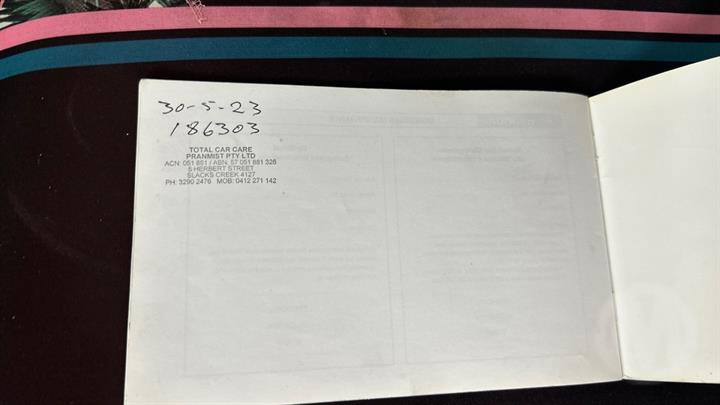 30-5-23
186303
TOTAL CAR CARE
PRANMIST PTY LTD
ACN: 051 881 / ABN: 57 051 881 326
5 HERBERT STREET
SLACKS CREEK 4127
PH: 3290 2476 MOB: 0412 271 142